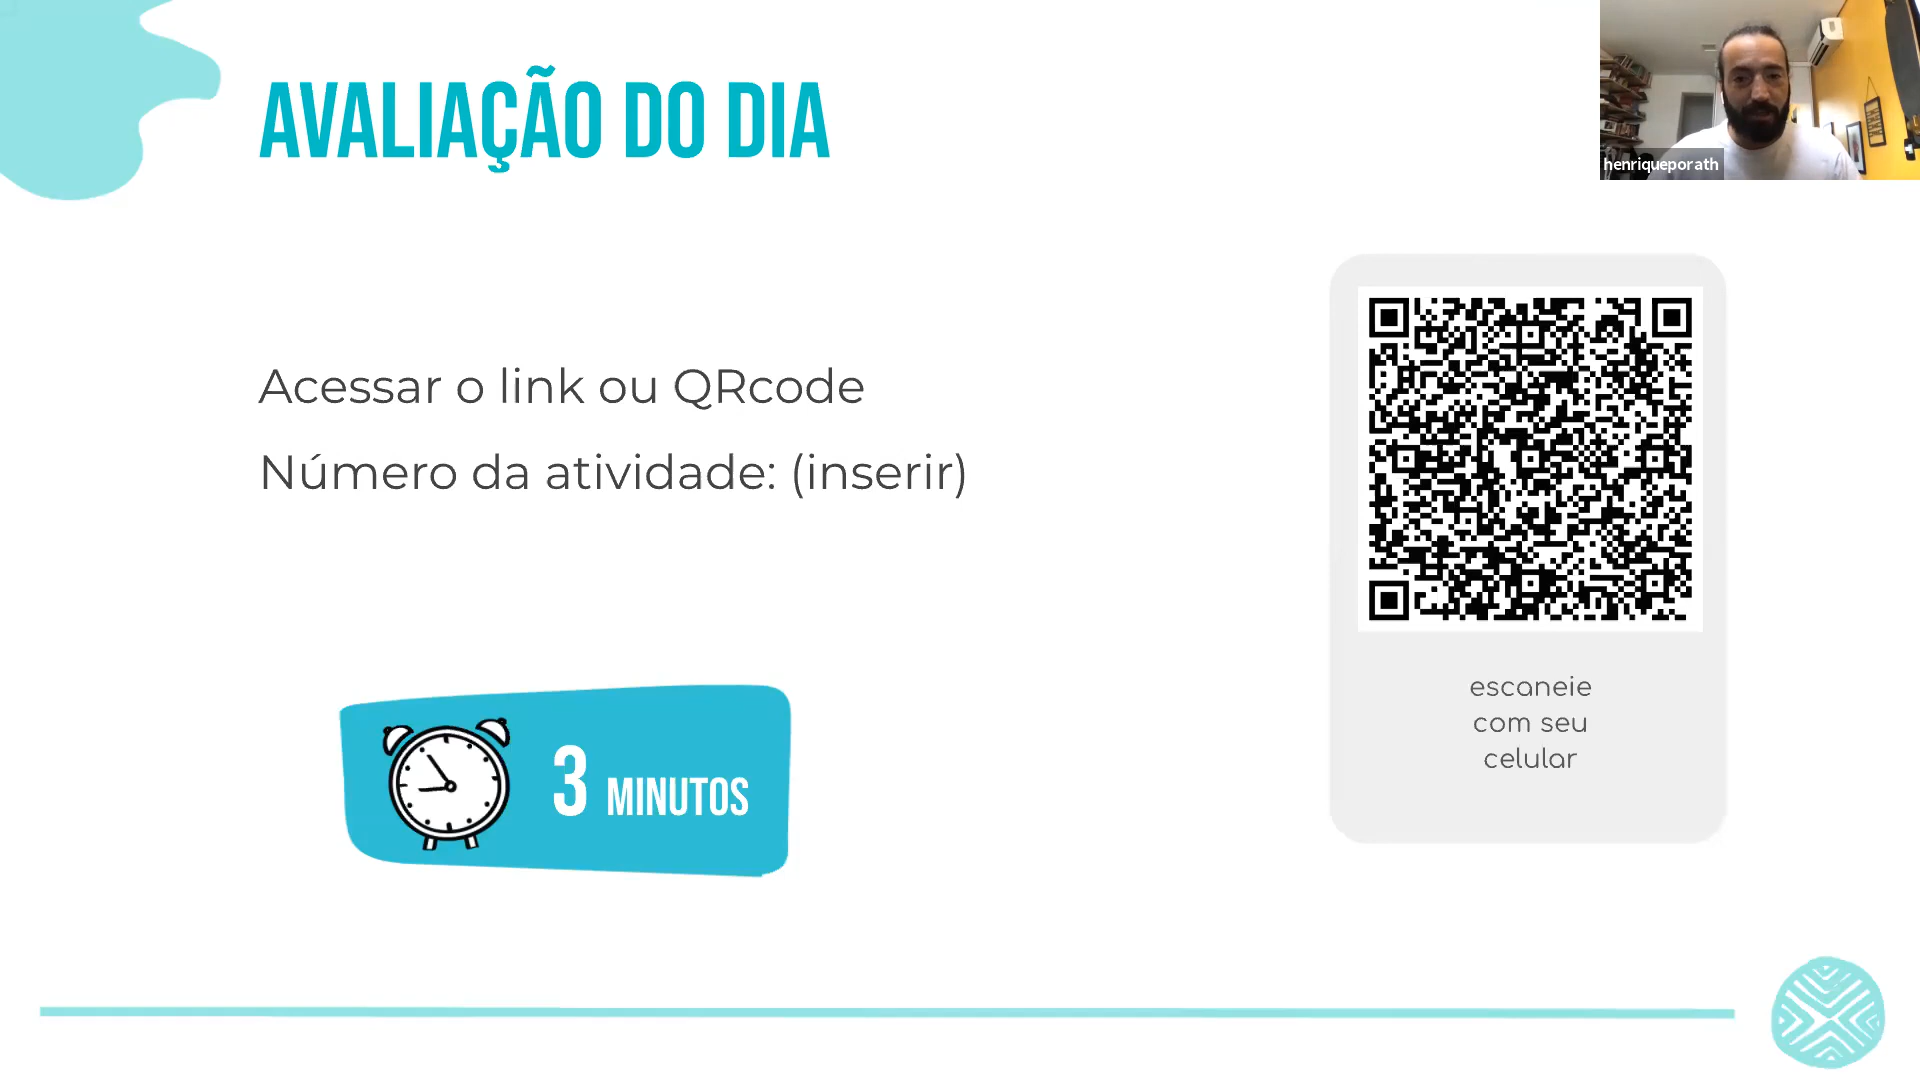 AVALIAÇÃO DO DIA
henriqueporath
Acessar o link ou QRcode
Número da atividade: (inserir)
escaneie
com seu
celular
3 MINUTOS